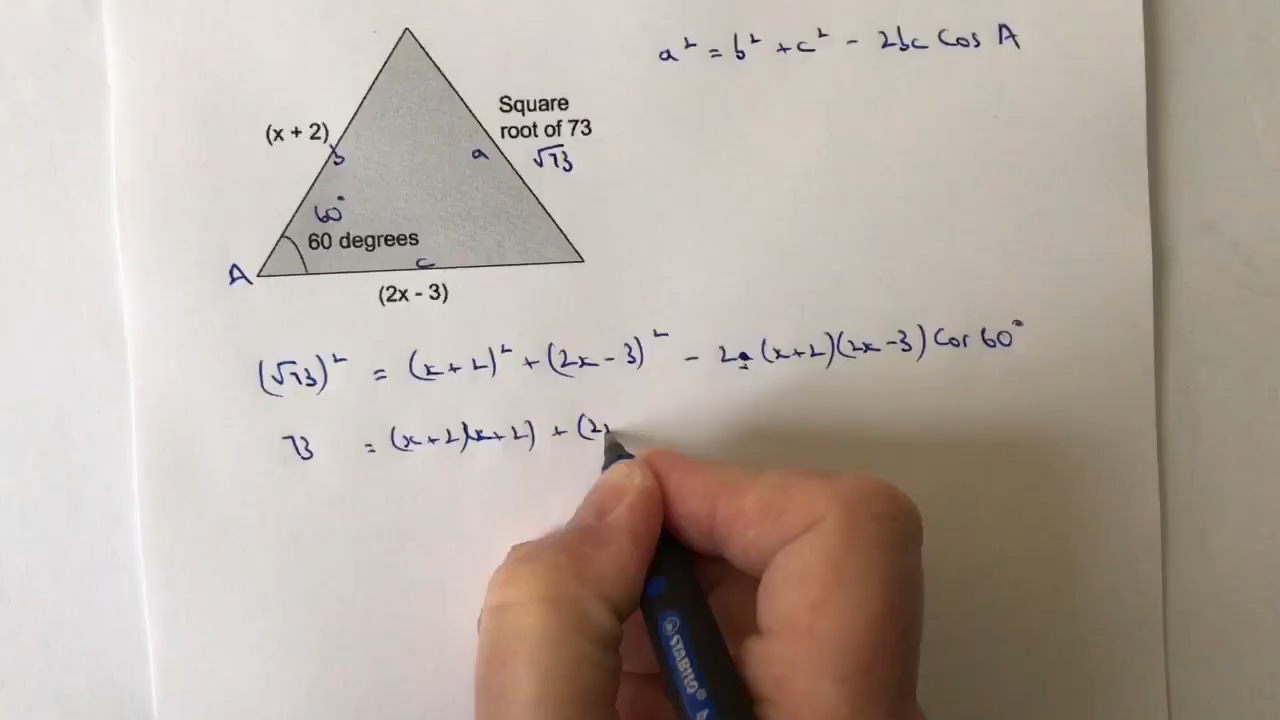 a² = b² + c² - 2bc Cos A
(x + 2)
b
Square
root of 73
√73
a
60°
60 degrees
A
c
(2x - 3)
(√73)² = (x+2)² + (2x-3)² - 2 (x+2)(2x-3) Cos 60°
73 = (x+2)(x+2) + (2x
STABILO